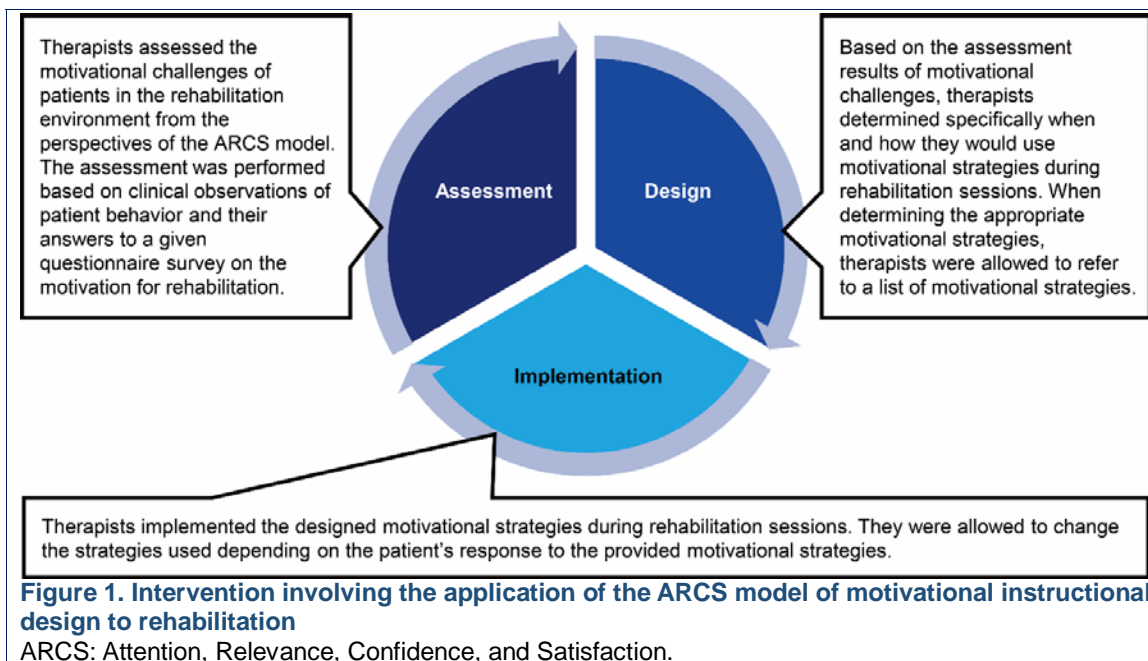 Therapists assessed the
motivational challenges of
patients in the rehabilitation
environment from the
perspectives of the ARCS model.
The assessment was performed
based on clinical observations of
patient behavior and their
answers to a given
questionnaire survey on the
motivation for rehabilitation.
Assessment
Design
Based on the assessment
results of motivational
challenges, therapists
determined specifically when
and how they would use
motivational strategies during
rehabilitation sessions. When
determining the appropriate
motivational strategies,
therapists were allowed to refer
to a list of motivational strategies.
Implementation
Therapists implemented the designed motivational strategies during rehabilitation sessions. They were allowed to change
the strategies used depending on the patient's response to the provided motivational strategies.
Figure 1. Intervention involving the application of the ARCS model of motivational instructional
design to rehabilitation
ARCS: Attention, Relevance, Confidence, and Satisfaction.